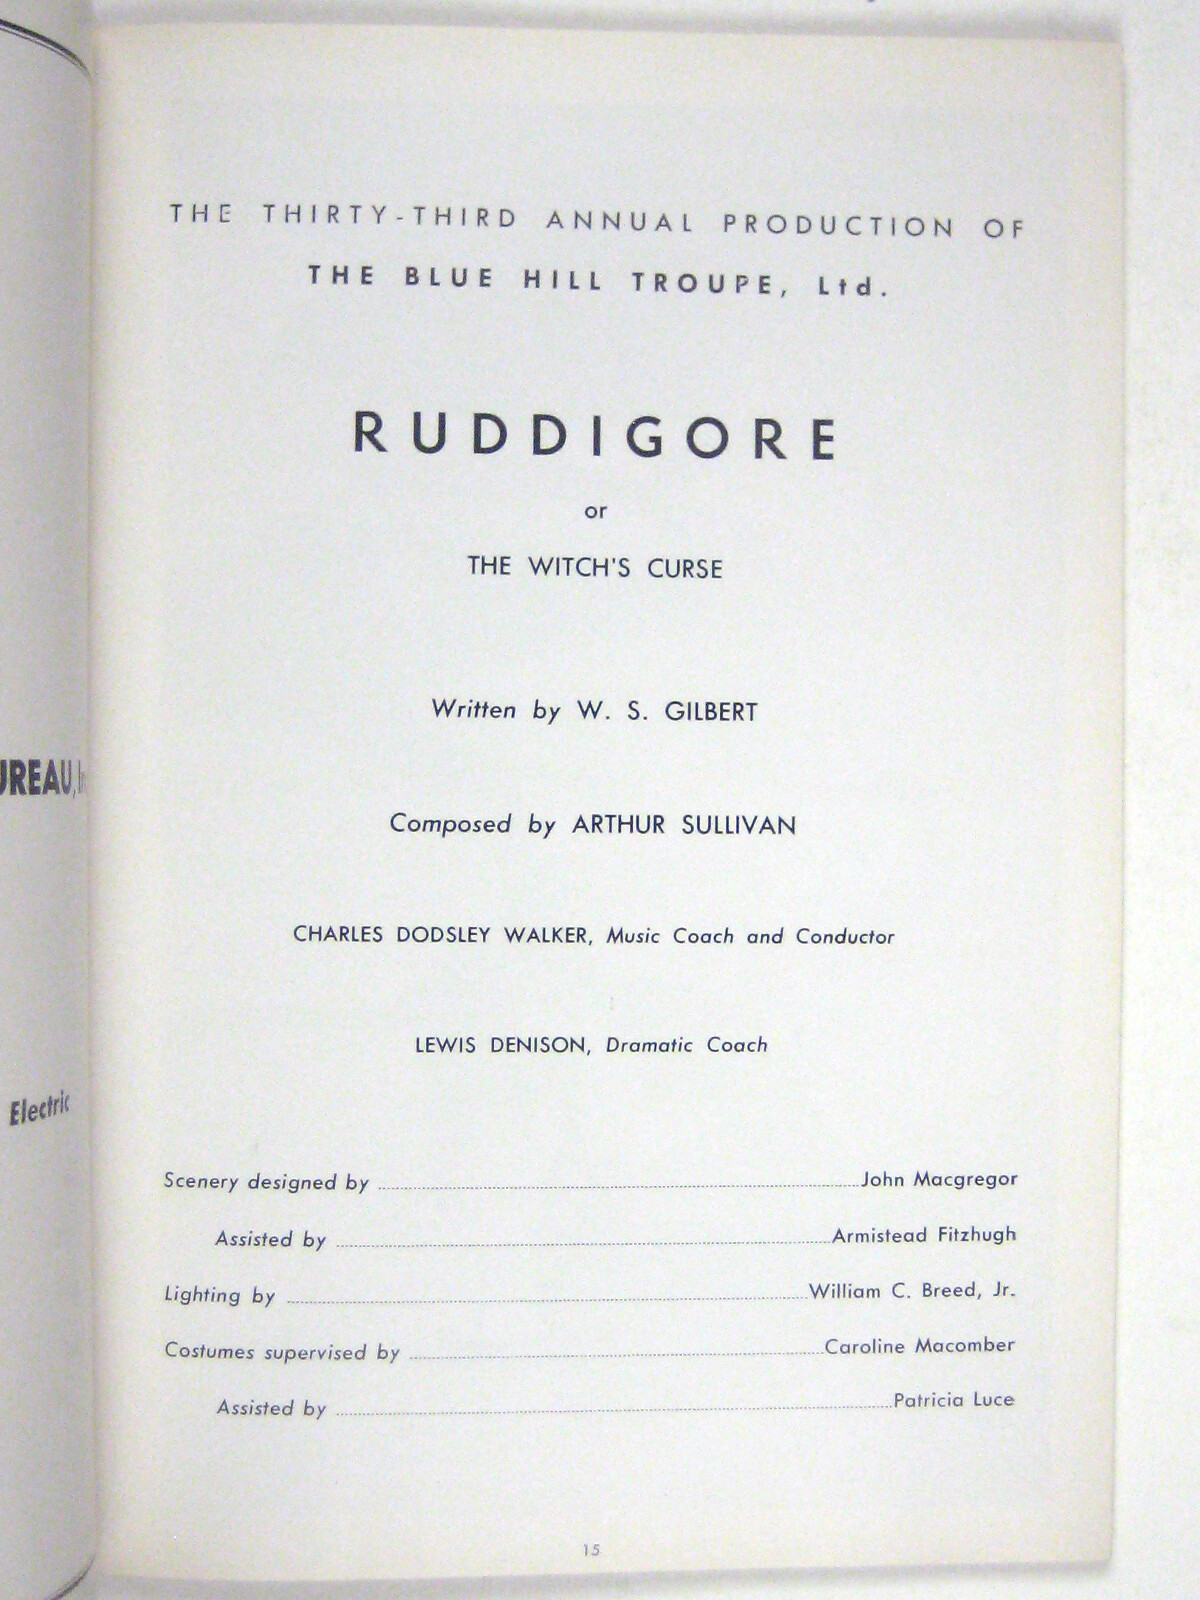 THE THIRTY-THIRD ANNUAL PRODUCTION OF
THE BLUE HILL TROUPE, Ltd.
RUDDIGORE
or
THE WITCH'S CURSE
Written by W. S. GILBERT
Composed by ARTHUR SULLIVAN
CHARLES DODSLEY WALKER, Music Coach and Conductor
LEWIS DENISON, Dramatic Coach
Scenery designed by John Macgregor
Assisted by Armistead Fitzhugh
Lighting by William C. Breed, Jr.
Costumes supervised by Caroline Macomber
Assisted by Patricia Luce
15
Electric